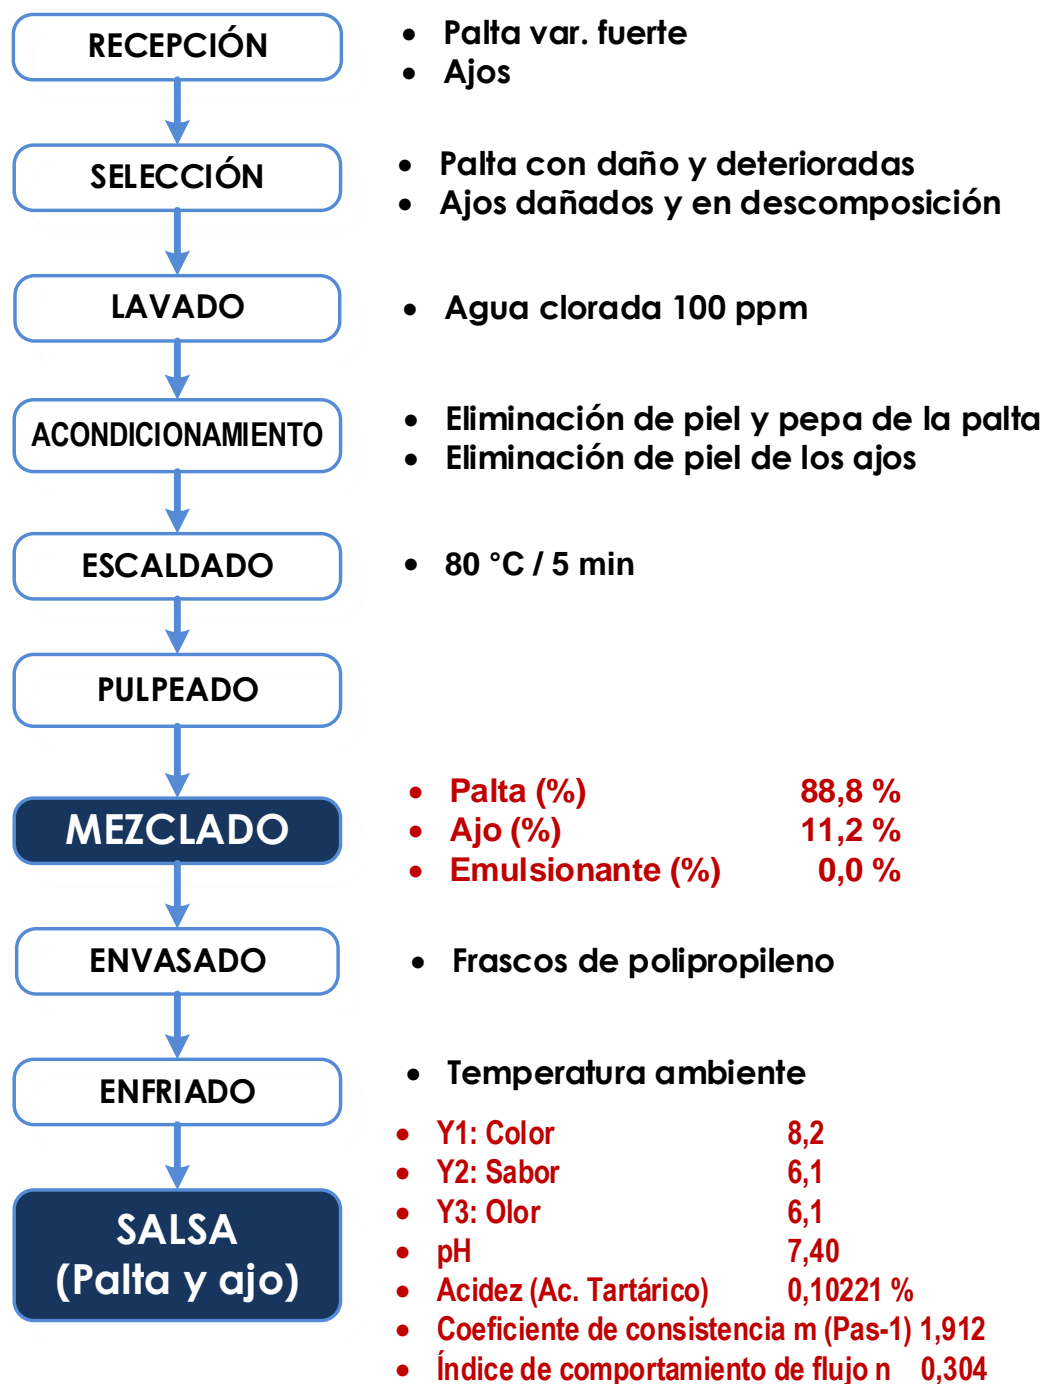 RECEPCIÓN
• Palta var. fuerte
• Ajos
SELECCIÓN
• Palta con daño y deterioradas
• Ajos dañados y en descomposición
LAVADO
• Agua clorada 100 ppm
ACONDICIONAMIENTO
• Eliminación de piel y pepa de la palta
• Eliminación de piel de los ajos
ESCALDADO
• 80 °C / 5 min
PULPEADO
MEZCLADO
• Palta (%) 88,8 %
• Ajo (%) 11,2 %
• Emulsionante (%) 0,0 %
ENVASADO
• Frascos de polipropileno
ENFRIADO
• Temperatura ambiente
SALSA
(Palta y ajo)
• Y1: Color 8,2
• Y2: Sabor 6,1
• Y3: Olor 6,1
• pH 7,40
• Acidez (Ac. Tartárico) 0,10221 %
• Coeficiente de consistencia m (Pas-1) 1,912
• Índice de comportamiento de flujo n 0,304